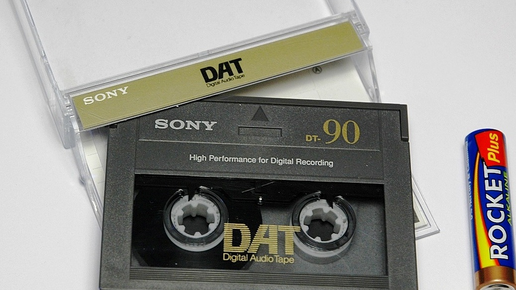 SONY
DAT
Digital Audio Tape
SONY
DT-90
High Performance for Digital Recording
DAT
Digital Audio Tape
ROCKET Plus
ALKALINE